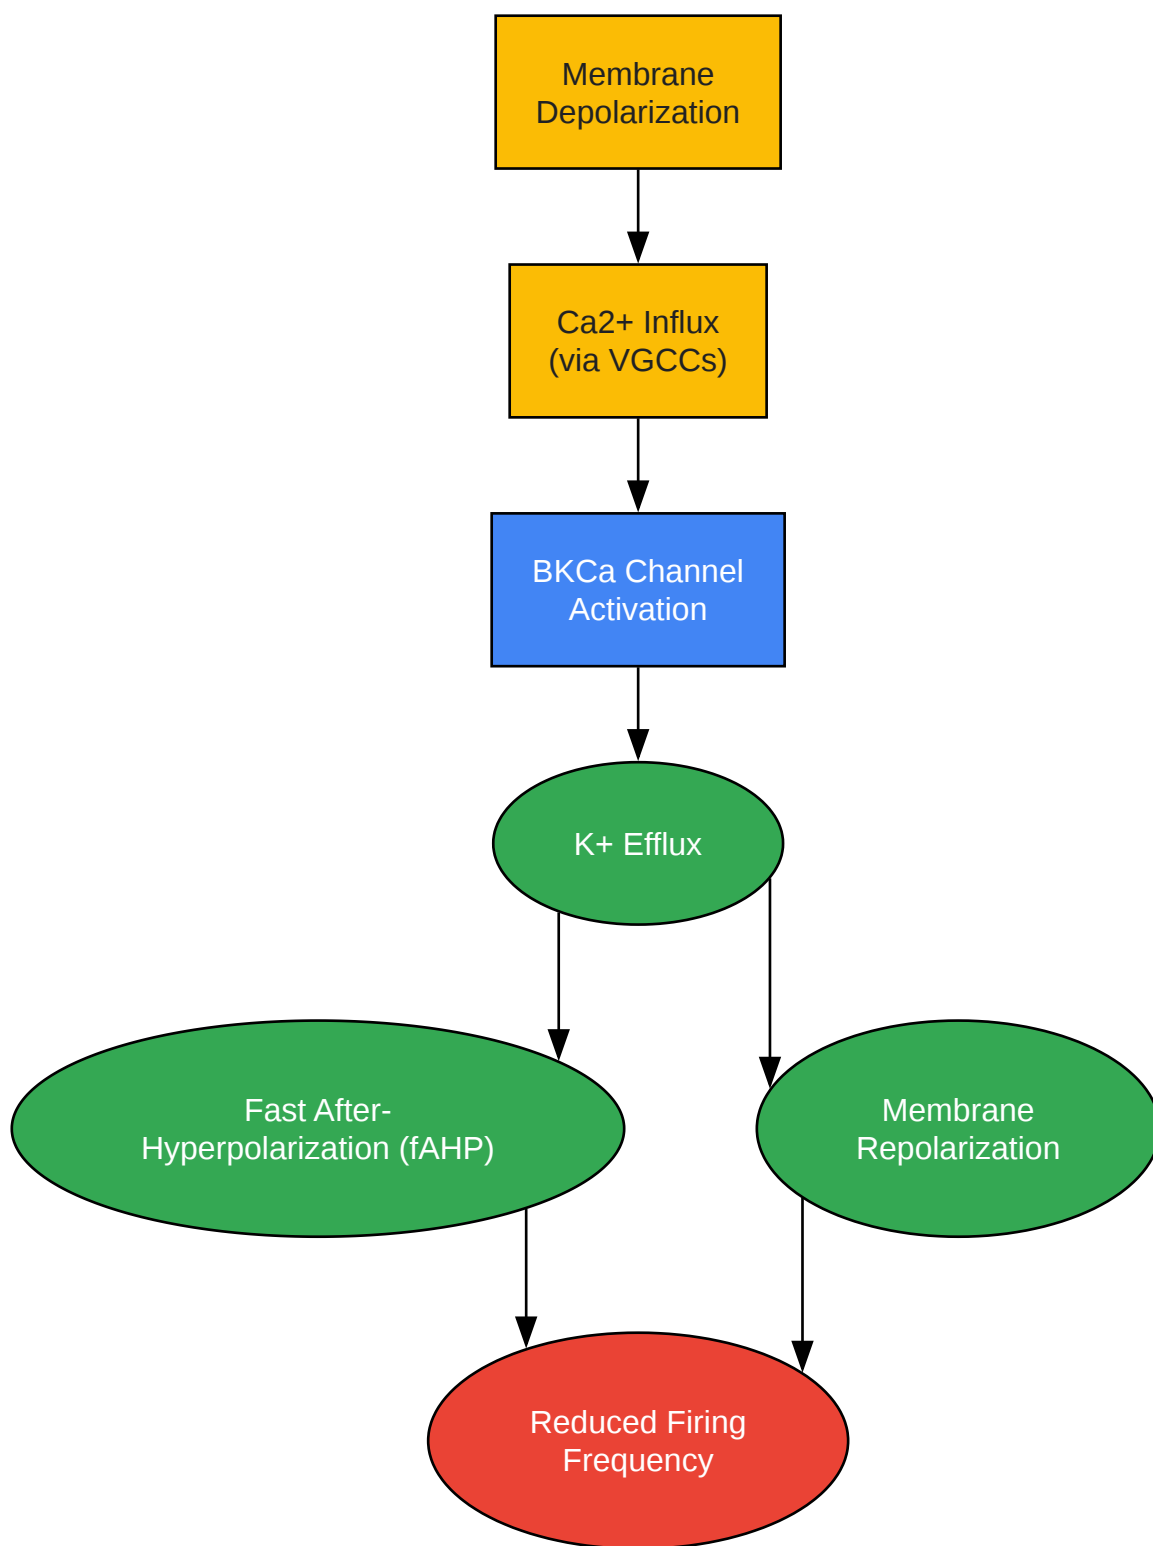 Membrane
Depolarization
Ca2+ Influx
(via VGCCs)
BKCa Channel
Activation
K+ Efflux
Fast After-
Hyperpolarization (fAHP)
Membrane
Repolarization
Reduced Firing
Frequency